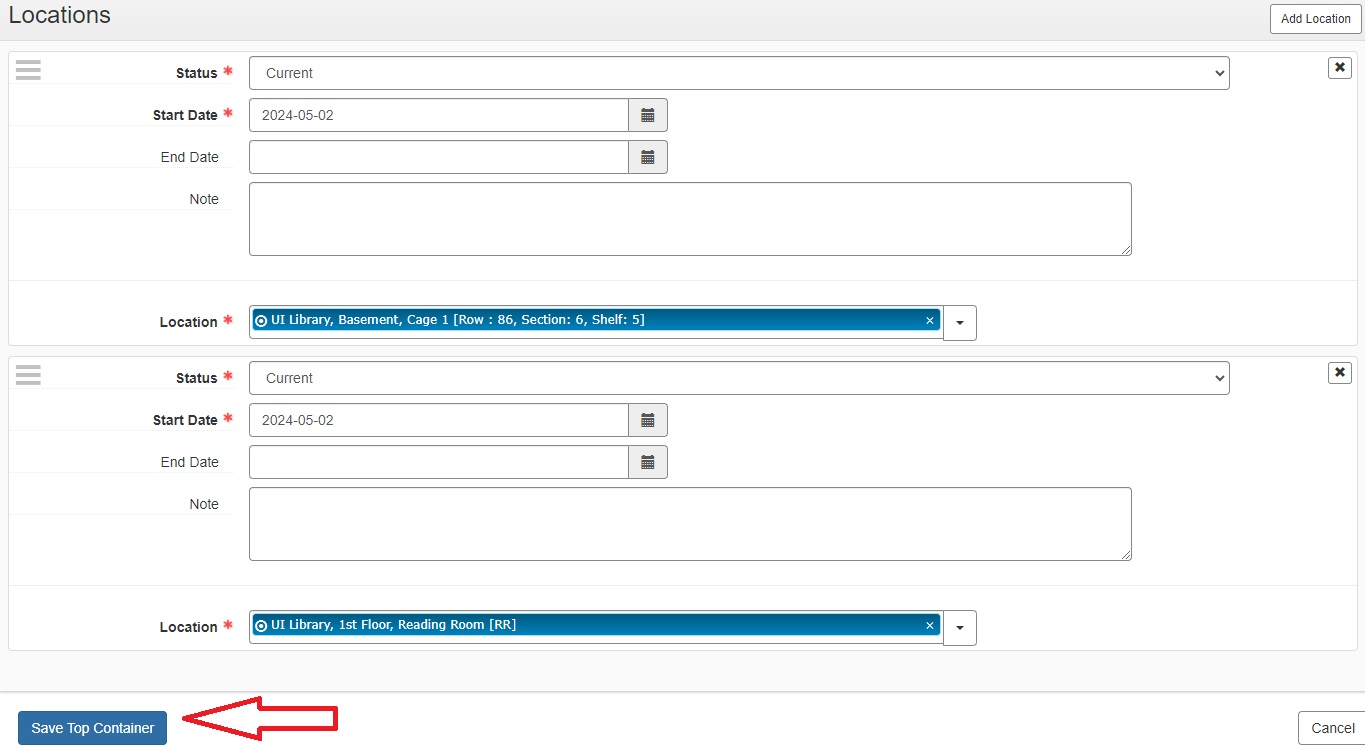 Locations
Add Location
Status *
Current
Start Date *
2024-05-02
End Date
Note
Location *
UI Library, Basement, Cage 1 [Row : 86, Section: 6, Shelf: 5]
Status *
Current
Start Date *
2024-05-02
End Date
Note
Location *
UI Library, 1st Floor, Reading Room [RR]
Save Top Container
Cancel